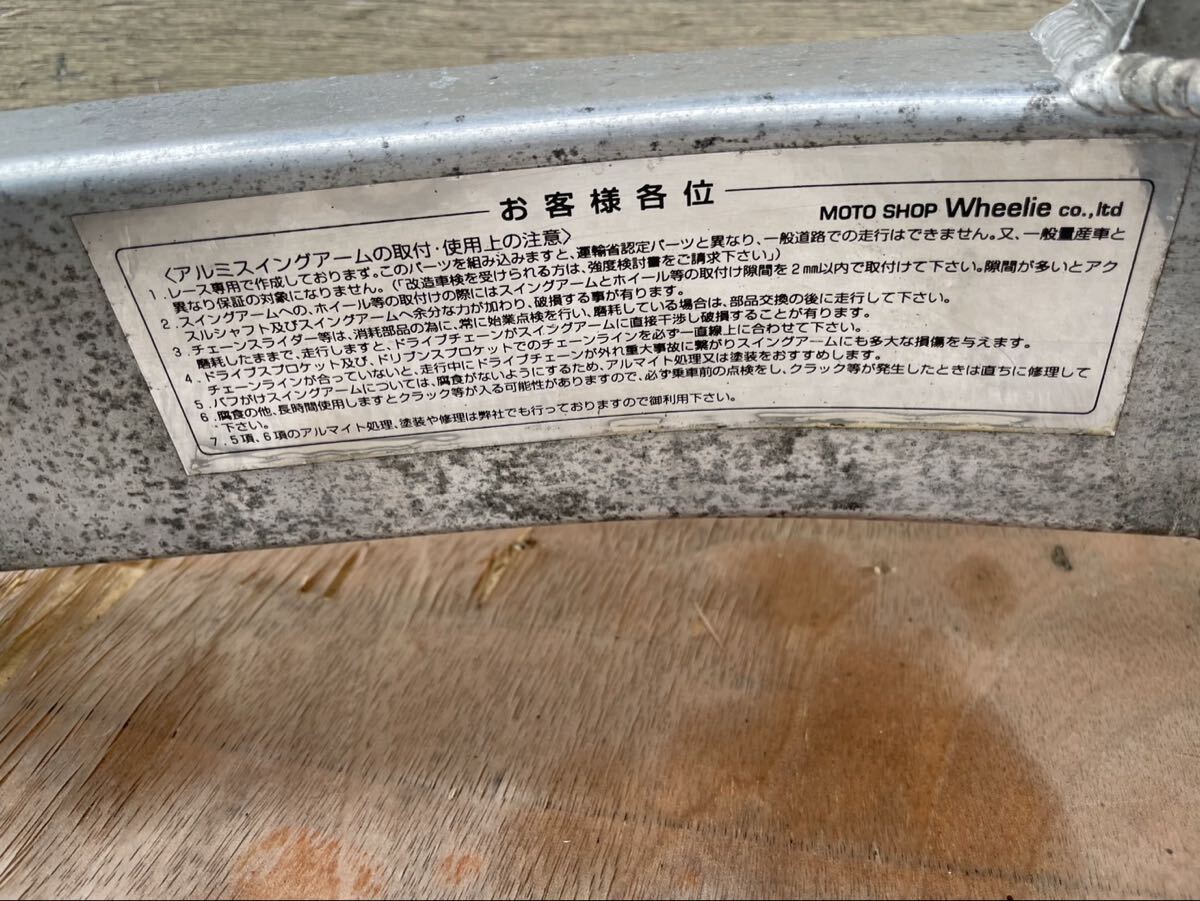 お客様各位
MOTO SHOP Wheelie co.,ltd
〈アルミスイングアームの取付・使用上の注意〉
1.レース専用で作成しております。このパーツを組み込みますと、運輸省認定パーツと異なり、一般道路での走行はできません。又、一般量産車と
異なり保証の対象になりません。(「改造車検を受けられる方は、強度検討書をご請求下さい」)
2.スイングアームへの、ホイール等の取付けの際にはスイングアームとホイール等の取付け隙間を2mm以内で取付けて下さい。隙間が多いとアク
スルシャフト及びスイングアームへ余分な力が加わり、破損する事が有ります。
3.チェーンスライダー等は、消耗部品の為に、常に始業点検を行い、磨耗している場合は、部品交換の後に走行して下さい。
磨耗したままで、走行しますと、ドライブチェーンがスイングアームに直接干渉し破損することが有ります。
4.ドライブスプロケット及び、ドリブンスプロケットでのチェーンラインを必ず一直線上に合わせて下さい。
チェーンラインが合っていないと、走行中にドライブチェーンが外れ重大事故に繋がりスイングアームにも多大な損傷を与えます。
5.バフがけスイングアームについては、腐食がないようにするため、アルマイト処理又は塗装をおすすめします。
6.腐食の他、長時間使用しますとクラック等が入る可能性がありますので、必ず乗車前の点検をし、クラック等が発生したときは直ちに修理して
下さい。
7.5項、6項のアルマイト処理、塗装や修理は弊社でも行っておりますので御利用下さい。